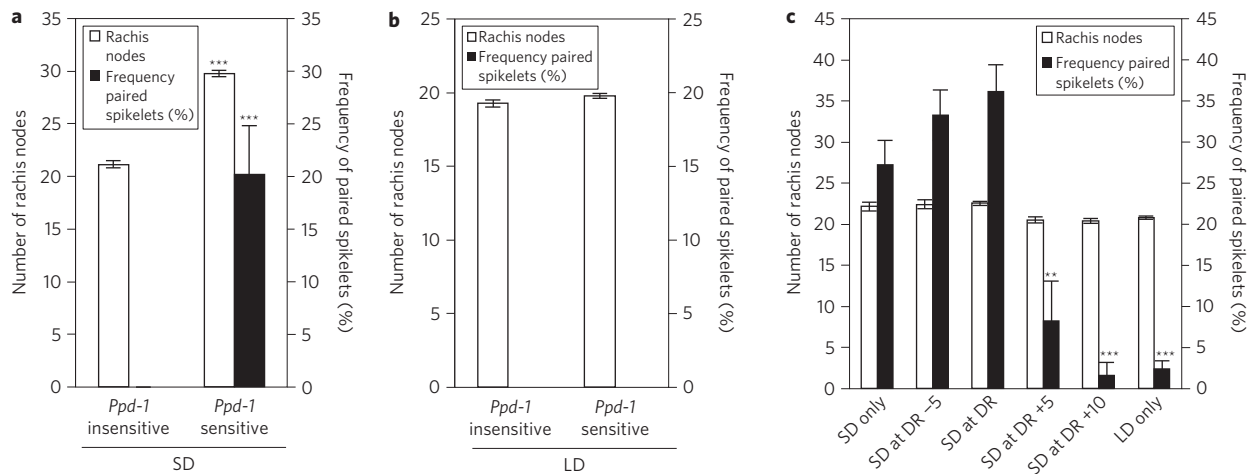 a
Number of rachis nodes
35
30
25
20
15
10
5
0
Rachis
nodes
Frequency
paired
spikelets (%)
***
***
35
30
25
20
15
10
5
0
Frequency of paired spikelets (%)
Ppd-1
insensitive
Ppd-1
sensitive
SD
b
Number of rachis nodes
25
20
15
10
5
0
Rachis
nodes
Frequency paired
spikelets (%)
25
20
15
10
5
0
Frequency of paired
spikelets (%)
Ppd-1
insensitive
Ppd-1
sensitive
LD
c
Number of rachis nodes
45
40
35
30
25
20
15
10
5
0
Rachis nodes
Frequency paired
spikelets (%)
**
***
***
45
40
35
30
25
20
15
10
5
0
Frequency of paired
spikelets (%)
SD only
SD at DR −5
SD at DR
SD at DR +5
SD at DR +10
LD only